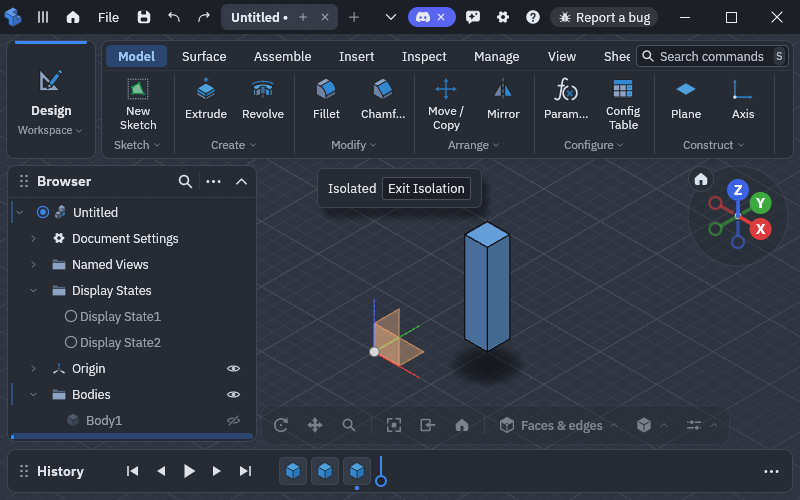 File
Untitled •
Report a bug
Design
Workspace
Model
Surface
Assemble
Insert
Inspect
Manage
View
Shee
Search commands
S
New
Sketch
Extrude
Revolve
Fillet
Chamf...
Move /
Copy
Mirror
Param...
Config
Table
Plane
Axis
Sketch
Create
Modify
Arrange
Configure
Construct
Browser
Untitled
Document Settings
Named Views
Display States
Display State1
Display State2
Origin
Bodies
Body1
Isolated
Exit Isolation
Z
Y
X
Faces & edges
History